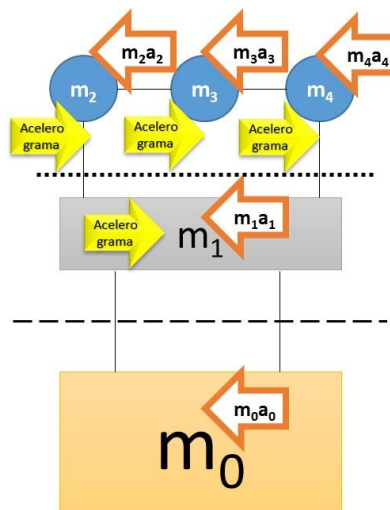 m2a2
m3a3
m4a4
m2
m3
m4
Acelero
grama
Acelero
grama
Acelero
grama
Acelero
grama
m1
m1a1
m0a0
m0